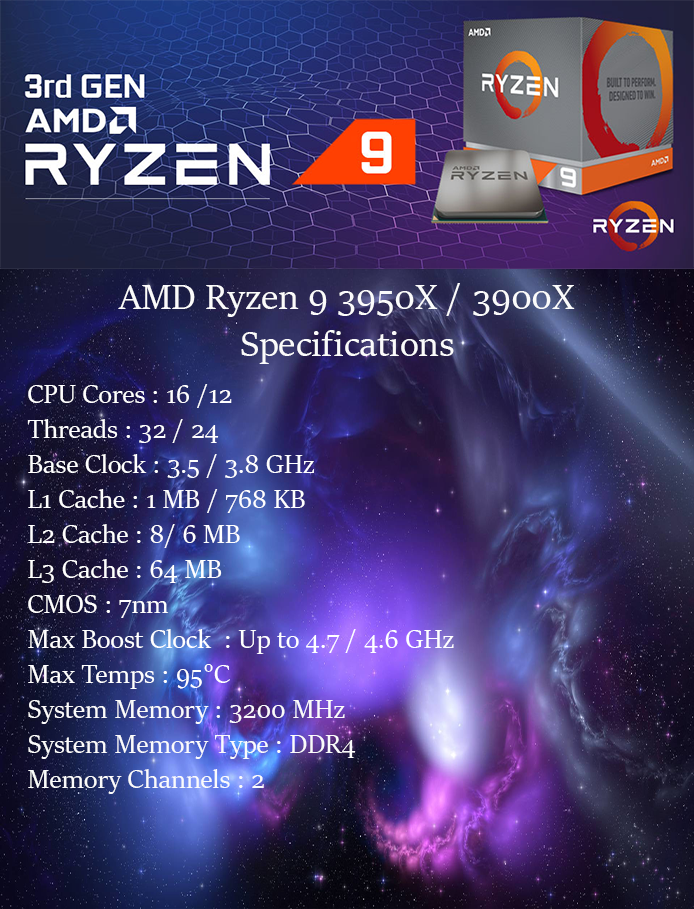 3rd GEN
AMD
RYZEN
9
AMD
RYZEN
BUILT TO PERFORM.
DESIGNED TO WIN.
AMD
RYZEN
9
AMD
RYZEN
AMD Ryzen 9 3950X / 3900X
Specifications
CPU Cores : 16 /12
Threads : 32 / 24
Base Clock : 3.5 / 3.8 GHz
L1 Cache : 1 MB / 768 KB
L2 Cache : 8/ 6 MB
L3 Cache : 64 MB
CMOS : 7nm
Max Boost Clock : Up to 4.7 / 4.6 GHz
Max Temps : 95°C
System Memory : 3200 MHz
System Memory Type : DDR4
Memory Channels : 2